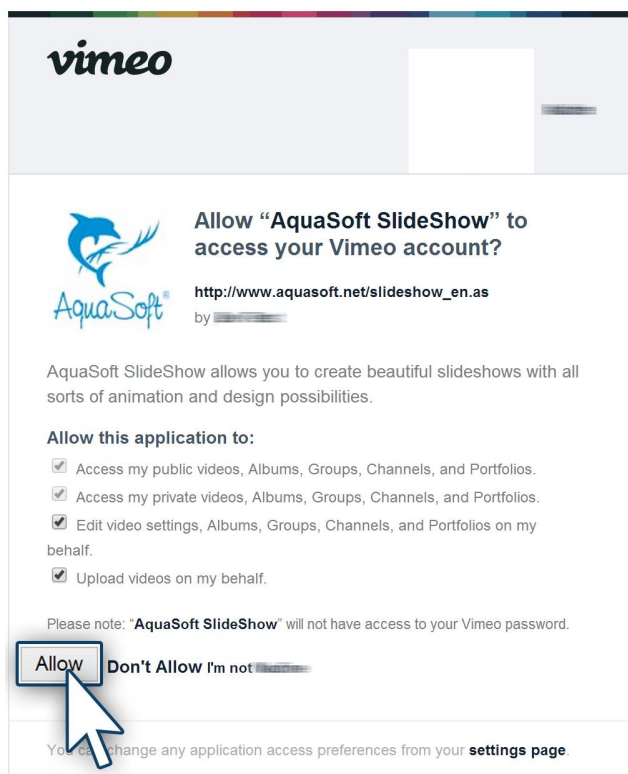 vimeo
Allow “AquaSoft SlideShow” to
access your Vimeo account?
AquaSoft®
http://www.aquasoft.net/slideshow_en.as
by
AquaSoft SlideShow allows you to create beautiful slideshows with all
sorts of animation and design possibilities.
Allow this application to:
Access my public videos, Albums, Groups, Channels, and Portfolios.
Access my private videos, Albums, Groups, Channels, and Portfolios.
Edit video settings, Albums, Groups, Channels, and Portfolios on my
behalf.
Upload videos on my behalf.
Please note: “AquaSoft SlideShow” will not have access to your Vimeo password.
Allow Don't Allow I'm not
You can change any application access preferences from your settings page.